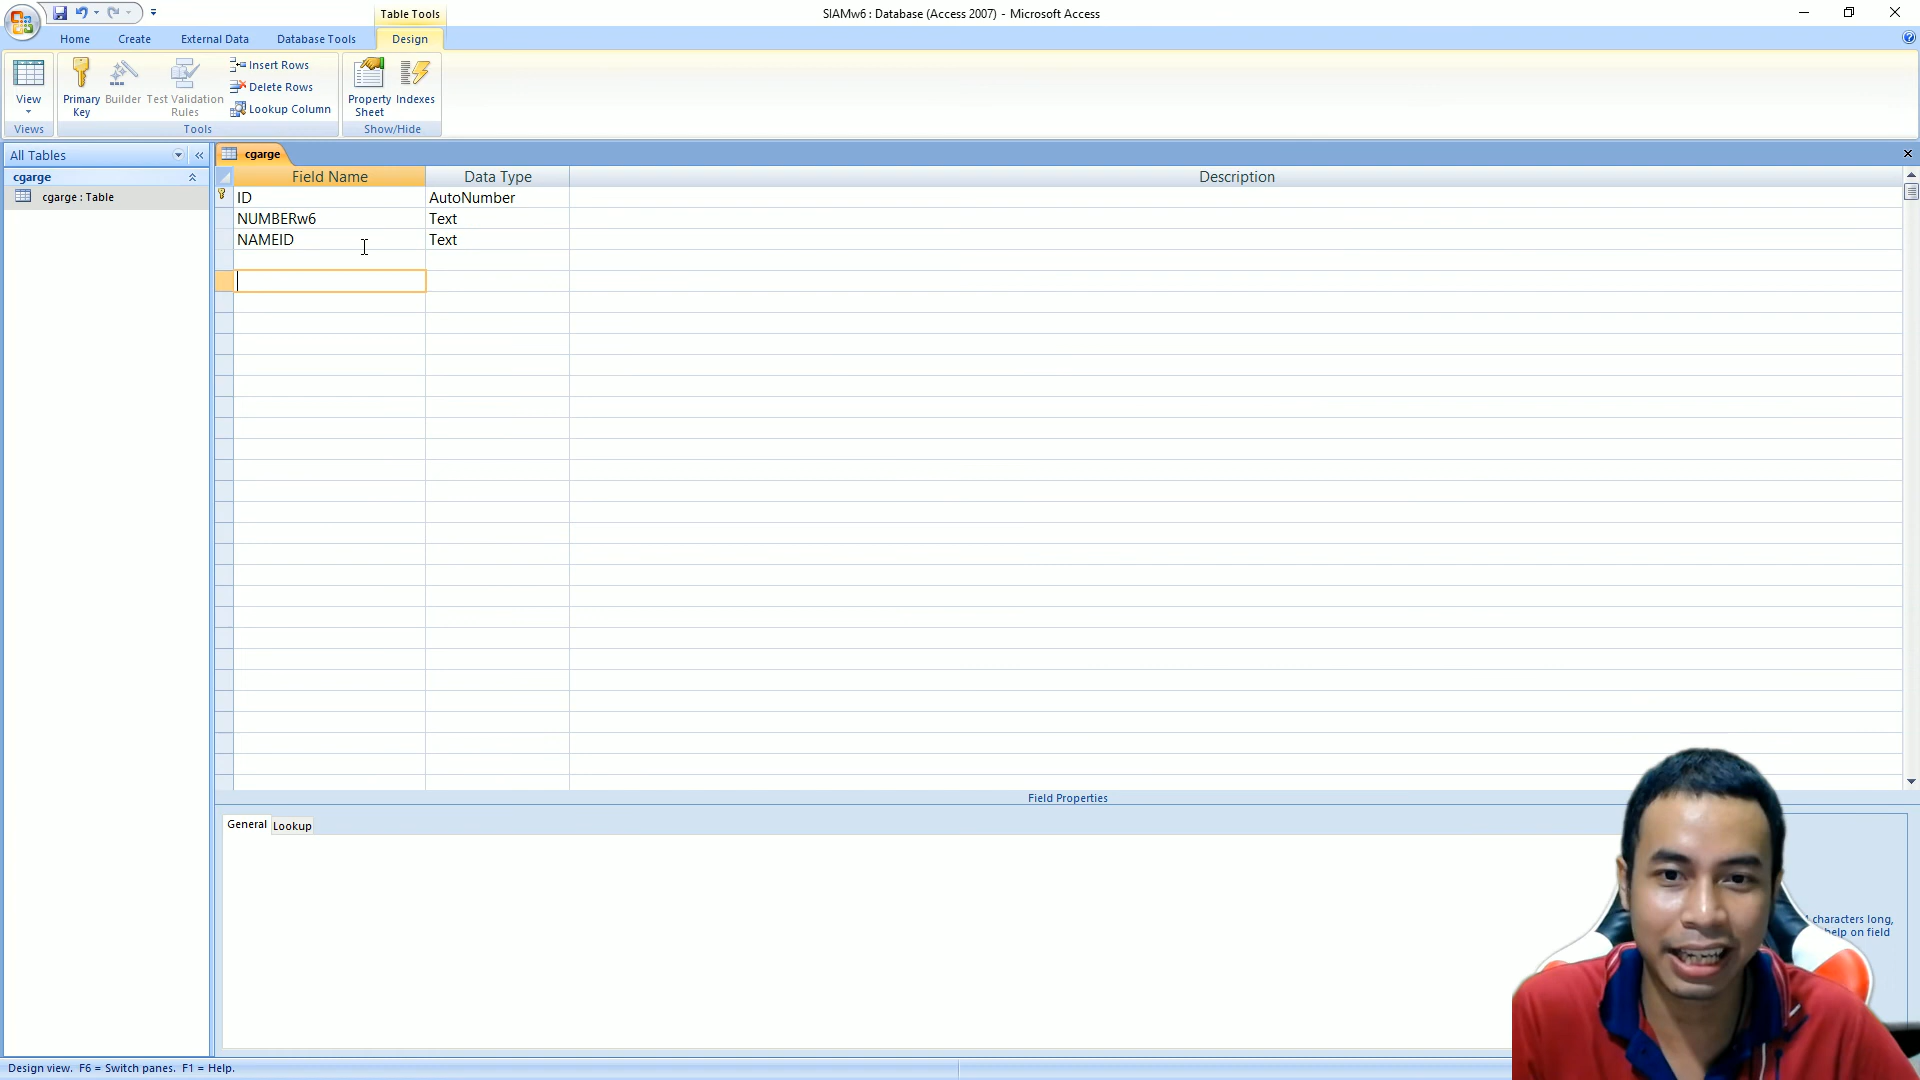 Table Tools
SIAMw6 : Database (Access 2007) - Microsoft Access
Home
Create
External Data
Database Tools
Design
View
Primary Key
Builder
Test Validation Rules
Insert Rows
Delete Rows
Lookup Column
Property Sheet
Indexes
Views
Tools
Show/Hide
All Tables
cgarge
cgarge
cgarge : Table
Field Name
Data Type
Description
ID
AutoNumber
NUMBERw6
Text
NAMEID
Text
Field Properties
General
Lookup
characters long,
help on field
Design view. F6 = Switch panes. F1 = Help.